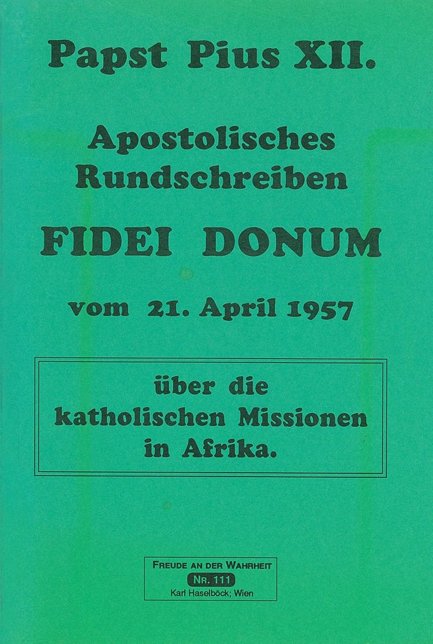 Papst Pius XII.
Apostolisches
Rundschreiben
FIDEI DONUM
vom 21. April 1957
über die
katholischen Missionen
in Afrika.
FREUDE AN DER WAHRHEIT
NR. 111
Karl Haselböck; Wien